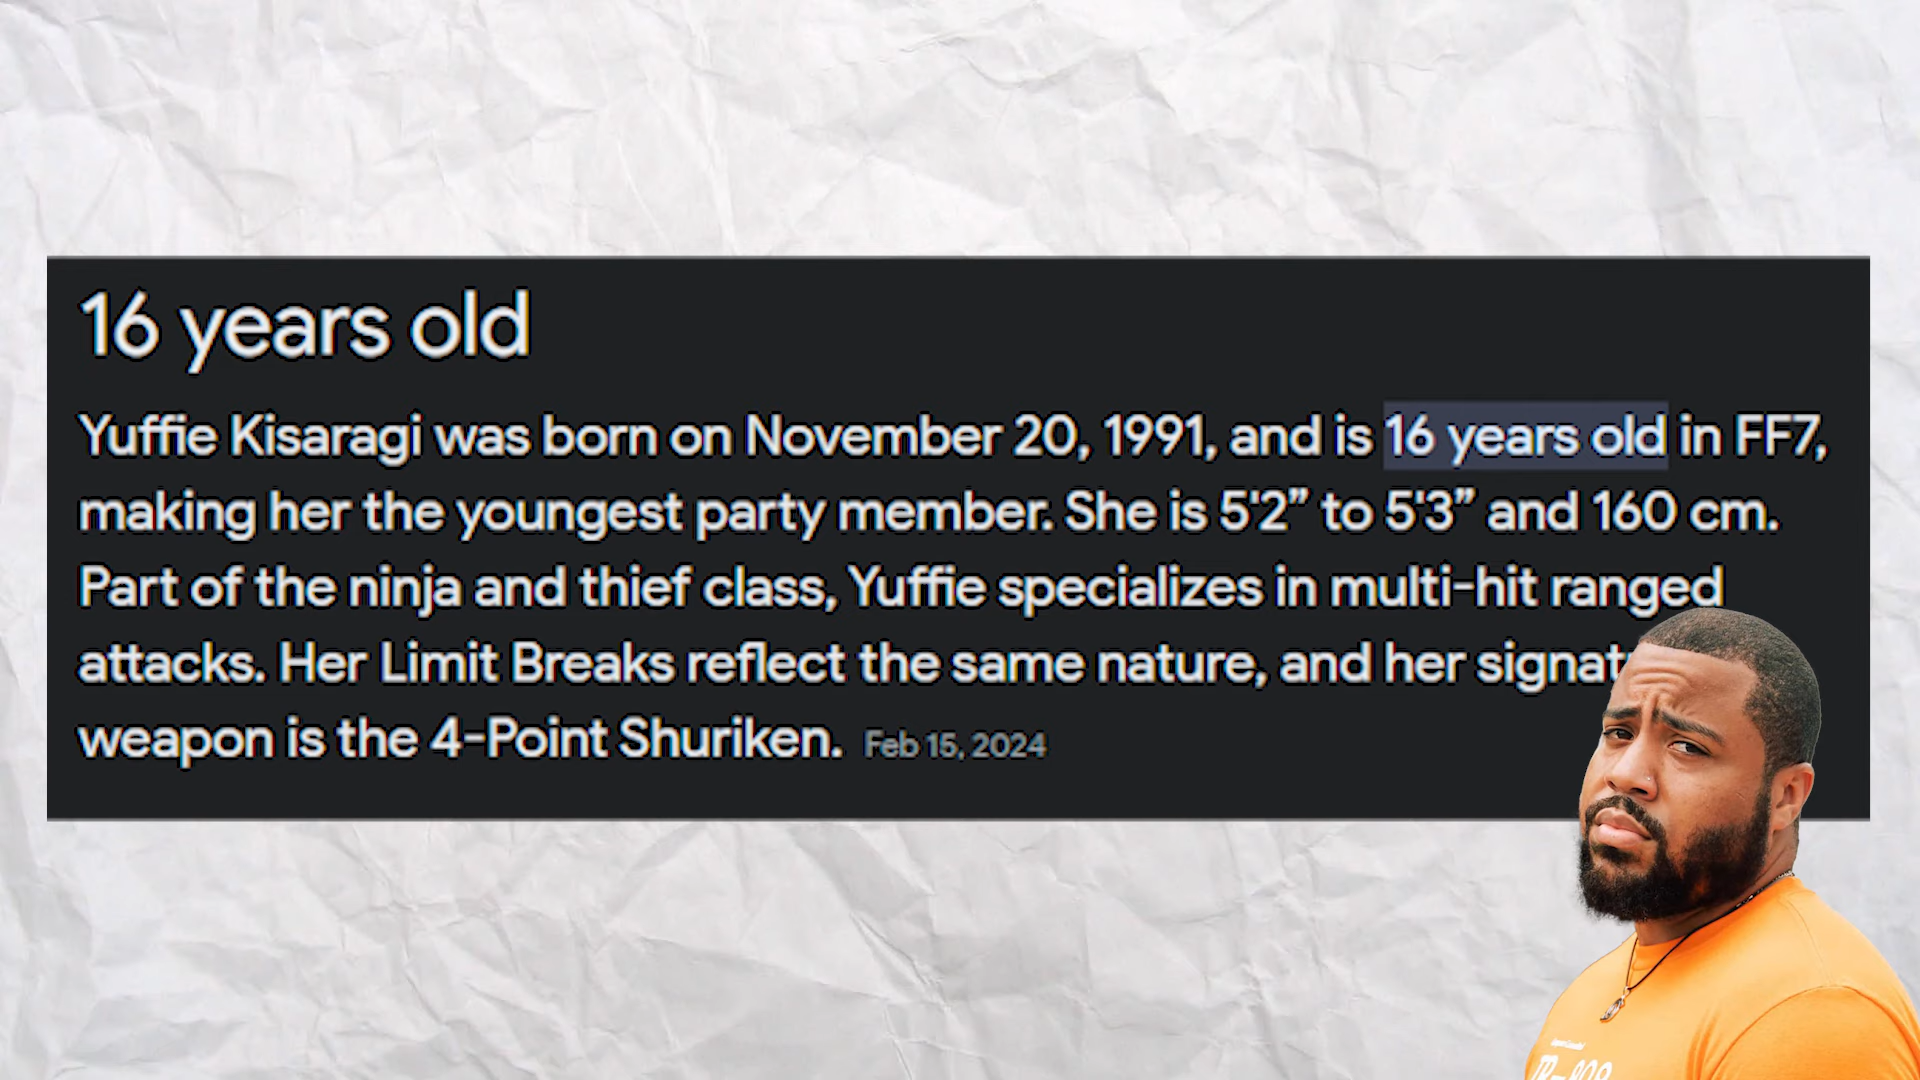 16 years old
Yuffie Kisaragi was born on November 20, 1991, and is 16 years old in FF7,
making her the youngest party member. She is 5'2” to 5'3” and 160 cm.
Part of the ninja and thief class, Yuffie specializes in multi-hit ranged
attacks. Her Limit Breaks reflect the same nature, and her
weapon is the 4-Point Shuriken. Feb 15, 2024